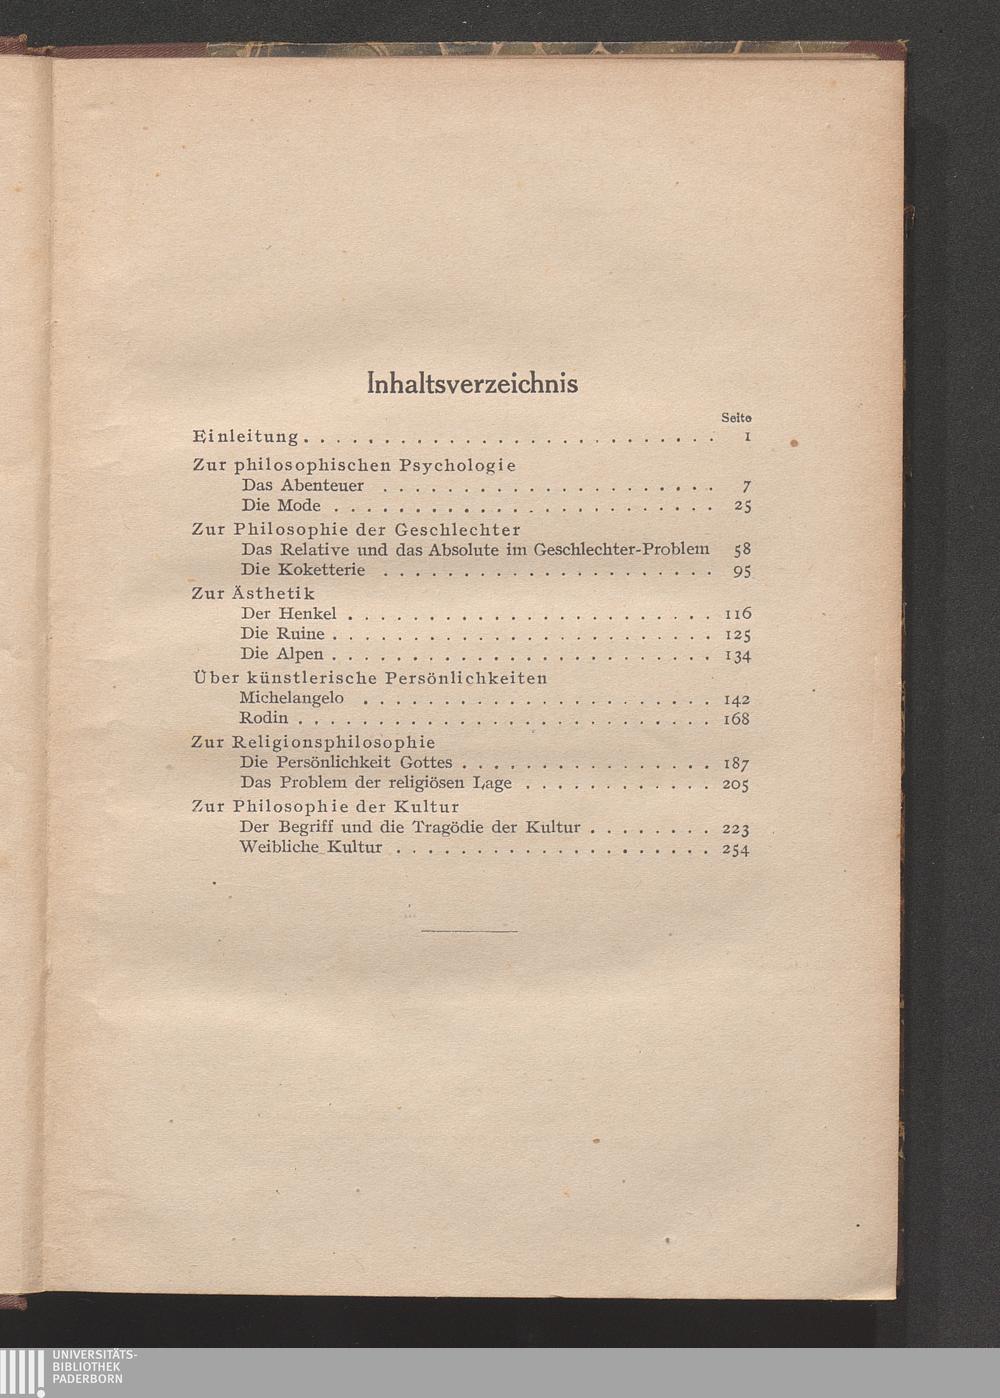 Inhaltsverzeichnis
Seite
Einleitung . . . . . . . . . . . . . . . . . . . . . . . . . . 1
Zur philosophischen Psychologie
Das Abenteuer . . . . . . . . . . . . . . . . . . . . . 7
Die Mode . . . . . . . . . . . . . . . . . . . . . . . . 25
Zur Philosophie der Geschlechter
Das Relative und das Absolute im Geschlechter-Problem 58
Die Koketterie . . . . . . . . . . . . . . . . . . . . . 95
Zur Ästhetik
Der Henkel . . . . . . . . . . . . . . . . . . . . . . . 116
Die Ruine . . . . . . . . . . . . . . . . . . . . . . . . 125
Die Alpen . . . . . . . . . . . . . . . . . . . . . . . . 134
Über künstlerische Persönlichkeiten
Michelangelo . . . . . . . . . . . . . . . . . . . . . . 142
Rodin . . . . . . . . . . . . . . . . . . . . . . . . . . 168
Zur Religionsphilosophie
Die Persönlichkeit Gottes . . . . . . . . . . . . . . . . 187
Das Problem der religiösen Lage . . . . . . . . . . . . 205
Zur Philosophie der Kultur
Der Begriff und die Tragödie der Kultur . . . . . . . . 223
Weibliche Kultur . . . . . . . . . . . . . . . . . . . . 254
UNIVERSITÄTS-
BIBLIOTHEK
PADERBORN